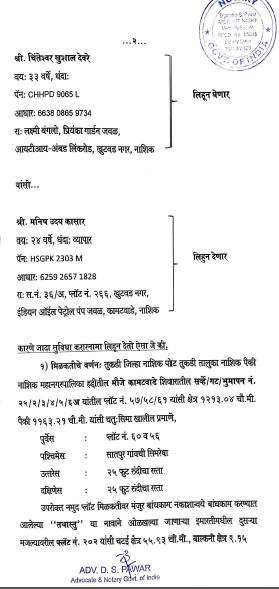 NOTARY
GOVT. OF INDIA
...२...
श्री. चिंतेश्वर खुशाल देवरे
वय: ३३ वर्षे, धंदा:
पॅन: CHHPD 9065 L
लिहून घेणार
आधार: 6638 0865 9734
रा: लक्ष्मी बंगलो, प्रियंका गार्डन जवळ,
आयटीआय-अंबड लिंकरोड, खुटवड नगर, नाशिक
यांसी...
श्री. मनिष उदय कासार
वय: २४ वर्षे, धंदा: व्यापार
पॅन: HSGPK 2303 M
लिहून देणार
आधार: 6259 2657 1828
रा: स.नं. ३६/अ, प्लॉट नं. २६६, खुटवड नगर,
इंडियन ऑईल पेट्रोल पंप जवळ, कामटवाडे, नाशिक
कारणे जादा सुविधा करारनामा लिहून देतो ऐसा जे की,
१) मिळकतीचे वर्णन: तुकडी जिल्हा नाशिक पोट तुकडी तालुका नाशिक पैकी
नाशिक महानगरपालिका हद्दीतील मौजे कामटवाडे शिवारातील सर्व्हे/गट/भुमापन नं.
२५/२/३/४/५/६अ यांतील प्लॉट नं. ५७/५८/६१ यांसी क्षेत्र १२१३.०४ चौ.मी.
पैकी ११६३.२१ चौ.मी. यांसी चतु:सिमा खालील प्रमाणे,
पुर्वेस : प्लॉट नं. ६० व ५६
पश्चिमेस : सातपुर गांवची सिमरेषा
उत्तरेस : २५ फुट रुंदीचा रस्ता
दक्षिणेस : २५ फुट रुंदीचा रस्ता
उपरोक्त नमुद प्लॉट मिळकतीवर मंजुर बांधकाम नकाशान्वये बांधकाम करण्यात
आलेल्या "तथास्तु" या नावाने ओळखल्या जाणाऱ्या इमारतीमधील दुसऱ्या
मजल्यावरील फ्लॅट नं. २०२ यांसी चटई क्षेत्र ५५.९३ चौ.मी., बाल्कनी क्षेत्र ९.१५
ADV. D. S. PAWAR
Advocate & Notary Govt. of India